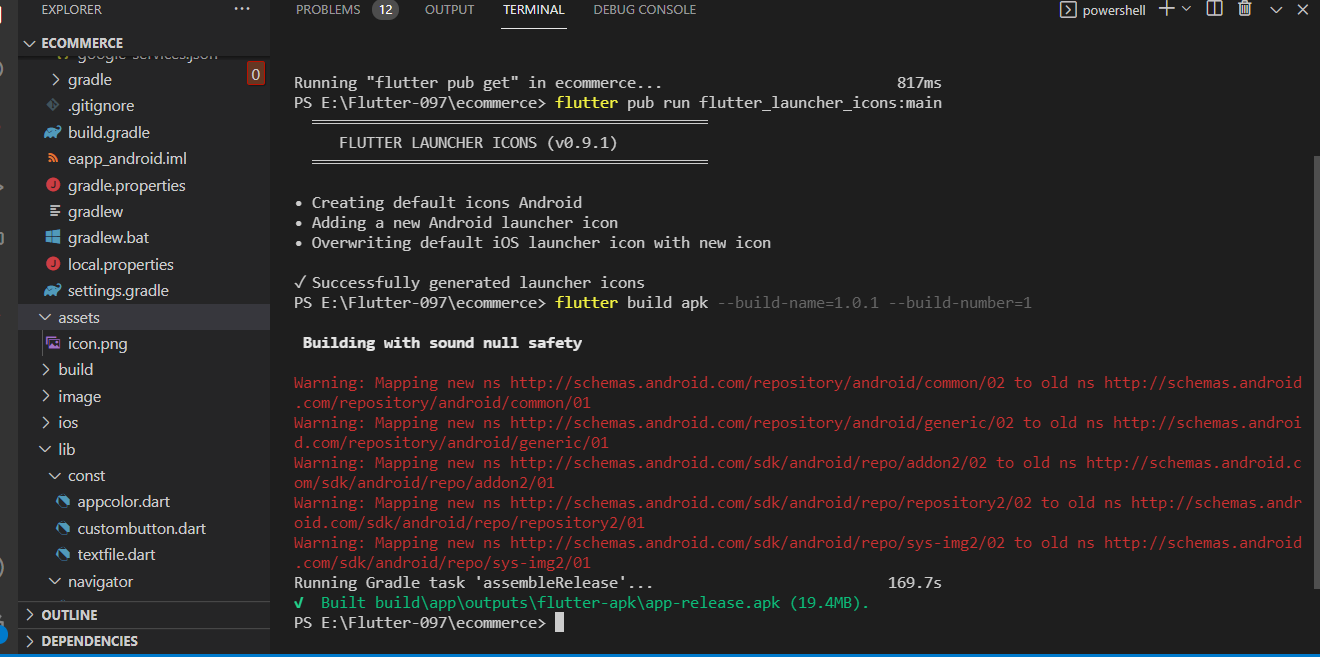 EXPLORER
...
PROBLEMS 12 OUTPUT TERMINAL DEBUG CONSOLE
powershell
ECOMMERCE
google-services.json
gradle
0
.gitignore
build.gradle
eapp_android.iml
gradle.properties
gradlew
gradlew.bat
local.properties
settings.gradle
assets
icon.png
build
image
ios
lib
const
appcolor.dart
custombutton.dart
textfile.dart
navigator
OUTLINE
DEPENDENCIES
Running "flutter pub get" in ecommerce... 817ms
PS E:\Flutter-097\ecommerce> flutter pub run flutter_launcher_icons:main
FLUTTER LAUNCHER ICONS (v0.9.1)
• Creating default icons Android
• Adding a new Android launcher icon
• Overwriting default iOS launcher icon with new icon
✓ Successfully generated launcher icons
PS E:\Flutter-097\ecommerce> flutter build apk --build-name=1.0.1 --build-number=1
Building with sound null safety
Warning: Mapping new ns http://schemas.android.com/repository/android/common/02 to old ns http://schemas.android
.com/repository/android/common/01
Warning: Mapping new ns http://schemas.android.com/repository/android/generic/02 to old ns http://schemas.androi
d.com/repository/android/generic/01
Warning: Mapping new ns http://schemas.android.com/sdk/android/repo/addon2/02 to old ns http://schemas.android.c
om/sdk/android/repo/addon2/01
Warning: Mapping new ns http://schemas.android.com/sdk/android/repo/repository2/02 to old ns http://schemas.andr
oid.com/sdk/android/repo/repository2/01
Warning: Mapping new ns http://schemas.android.com/sdk/android/repo/sys-img2/02 to old ns http://schemas.android
.com/sdk/android/repo/sys-img2/01
Running Gradle task 'assembleRelease'... 169.7s
√ Built build\app\outputs\flutter-apk\app-release.apk (19.4MB).
PS E:\Flutter-097\ecommerce>